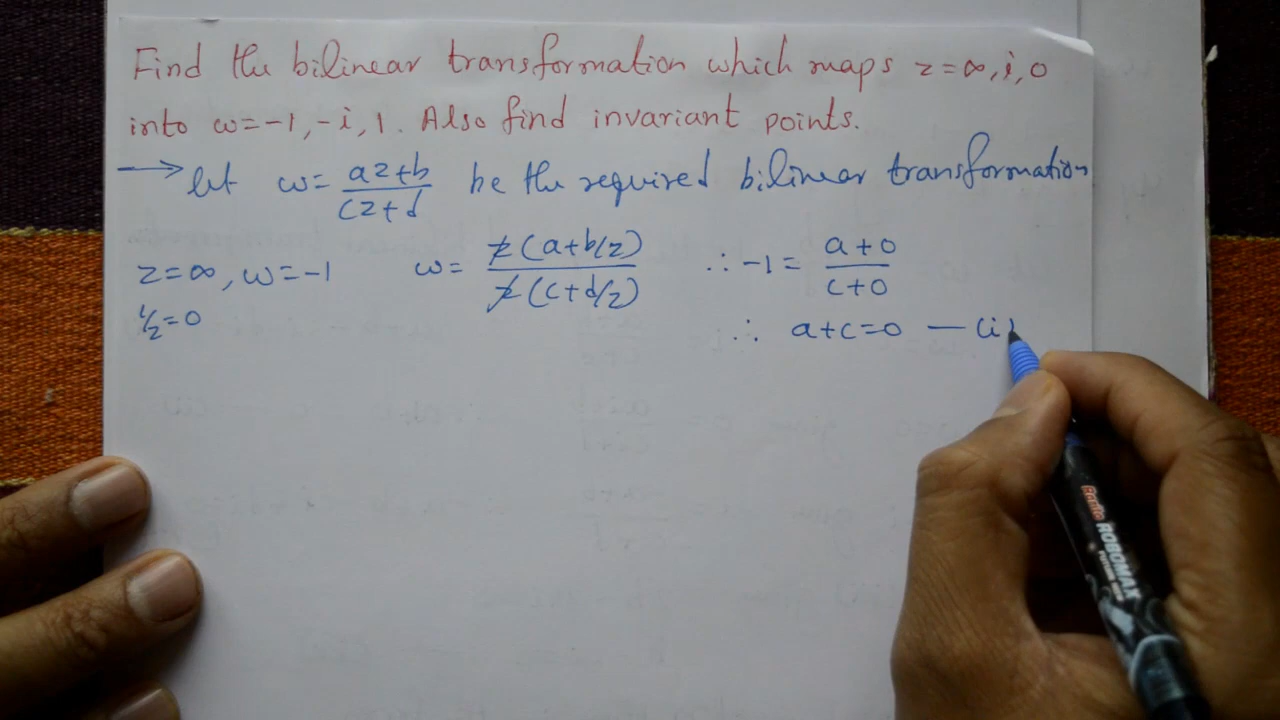 Find the bilinear transformation which maps z=∞,i,0
into ω=-1,-i,1. Also find invariant points.
→ let ω = (az+b)/(cz+d) be the required bilinear transformation
z=∞, ω=-1 ω = z(a+b/z)/z(c+d/z) ∴ -1 = (a+0)/(c+0)
1/z=0 ∴ a+c=0 — (i)
ROBOMAX